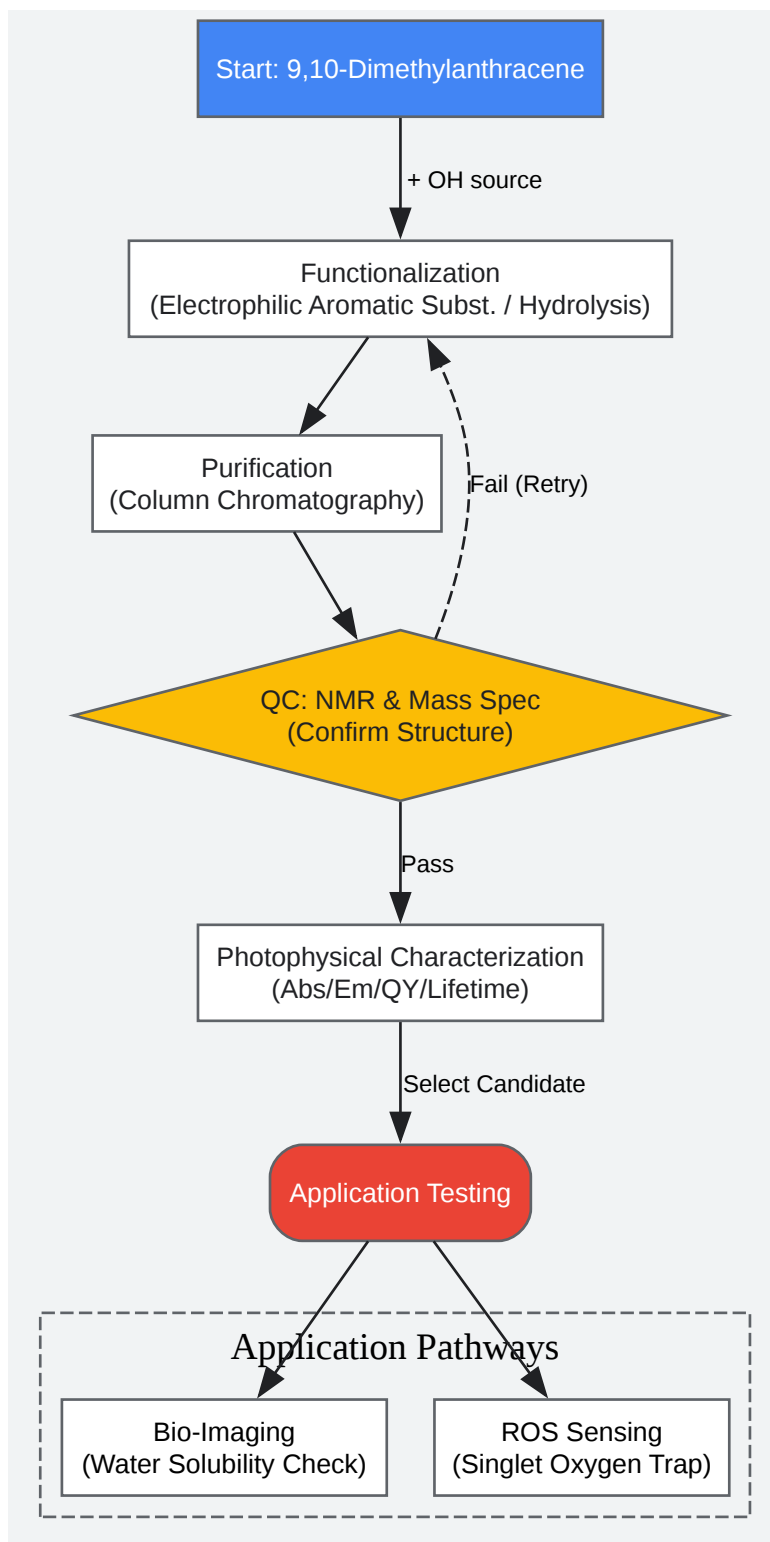 Start: 9,10-Dimethylanthracene
+ OH source
Functionalization
(Electrophilic Aromatic Subst. / Hydrolysis)
Purification
(Column Chromatography)
Fail (Retry)
QC: NMR & Mass Spec
(Confirm Structure)
Pass
Photophysical Characterization
(Abs/Em/QY/Lifetime)
Select Candidate
Application Testing
Application Pathways
Bio-Imaging
(Water Solubility Check)
ROS Sensing
(Singlet Oxygen Trap)